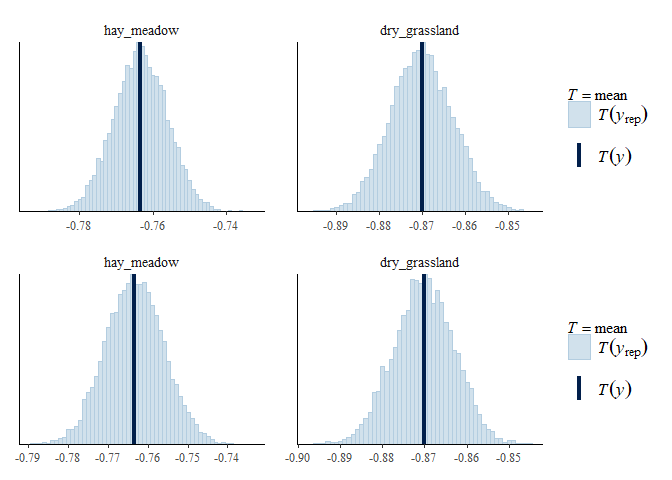 hay_meadow dry_grassland
T = mean
T(yrep)
T(y)
-0.78 -0.76 -0.74 -0.89 -0.88 -0.87 -0.86 -0.85
hay_meadow dry_grassland
T = mean
T(yrep)
T(y)
-0.79 -0.78 -0.77 -0.76 -0.75 -0.74 -0.90 -0.89 -0.88 -0.87 -0.86 -0.85